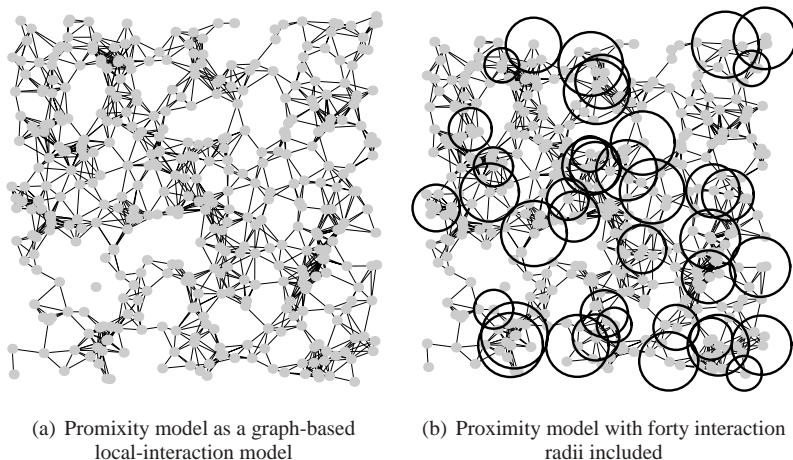 (a) Promixity model as a graph-based
local-interaction model
(b) Proximity model with forty interaction
radii included